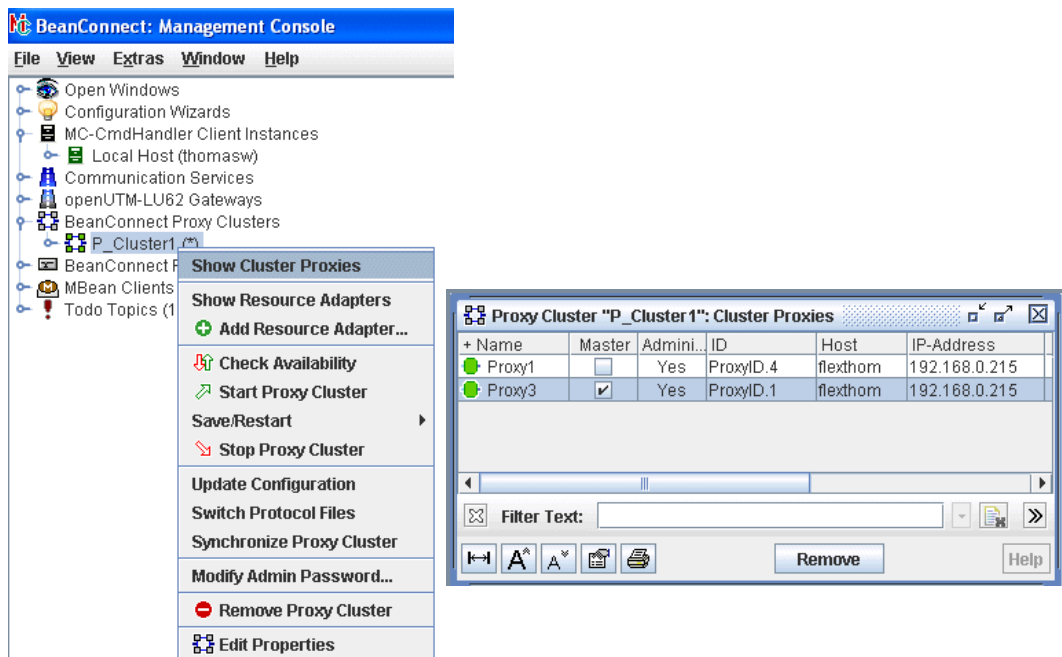 BeanConnect: Management Console
File View Extras Window Help
Open Windows
Configuration Wizards
MC-CmdHandler Client Instances
Local Host (thomasw)
Communication Services
openUTM-LU62 Gateways
BeanConnect Proxy Clusters
P_Cluster1 (*)
BeanConnect P
MBean Clients
Todo Topics (1
Show Cluster Proxies
Show Resource Adapters
Add Resource Adapter...
Check Availability
Start Proxy Cluster
Save/Restart
Stop Proxy Cluster
Update Configuration
Switch Protocol Files
Synchronize Proxy Cluster
Modify Admin Password...
Remove Proxy Cluster
Edit Properties
Proxy Cluster "P_Cluster1": Cluster Proxies
+ Name Master Admini... ID Host IP-Address
Proxy1 Yes ProxyID.4 flexthom 192.168.0.215
Proxy3 Yes ProxyID.1 flexthom 192.168.0.215
Filter Text:
A A Remove Help